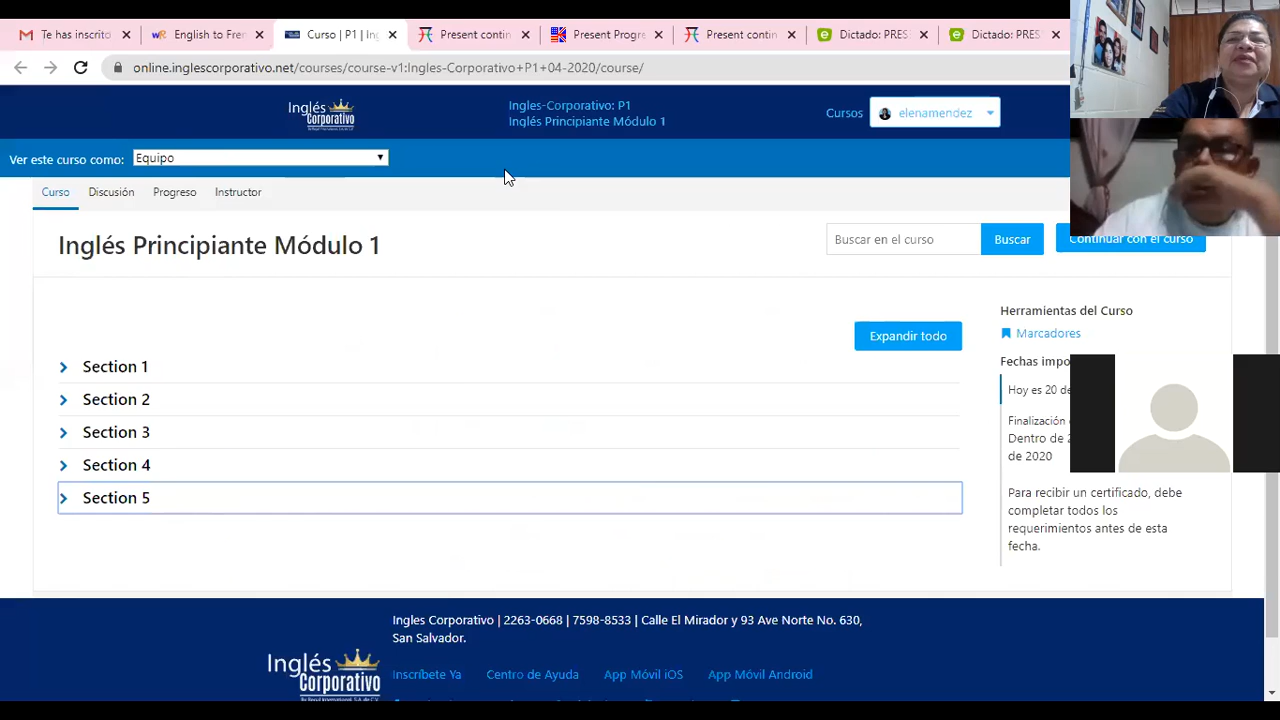 Te has inscrito
English to Fre
Curso | P1 | In
Present contin
Present Progre
Present contin
Dictado: PRES
Dictado: PRES
online.inglescorporativo.net/courses/course-v1:Ingles-Corporativo+P1+04-2020/course/
Inglés
Corporativo
Ingles-Corporativo: P1
Inglés Principiante Módulo 1
Cursos
elenamendez
Ver este curso como:
Equipo
Curso
Discusión
Progreso
Instructor
Inglés Principiante Módulo 1
Buscar en el curso
Buscar
Continuar con el curso
Herramientas del Curso
Marcadores
Expandir todo
Fechas impo
Section 1
Hoy es 20 de
Section 2
Finalización
Section 3
Dentro de 2
de 2020
Section 4
Section 5
Para recibir un certificado, debe
completar todos los
requerimientos antes de esta
fecha.
Ingles Corporativo | 2263-0668 | 7598-8533 | Calle El Mirador y 93 Ave Norte No. 630,
San Salvador.
Inglés
Corporativo
Inscríbete Ya
Centro de Ayuda
App Móvil iOS
App Móvil Android